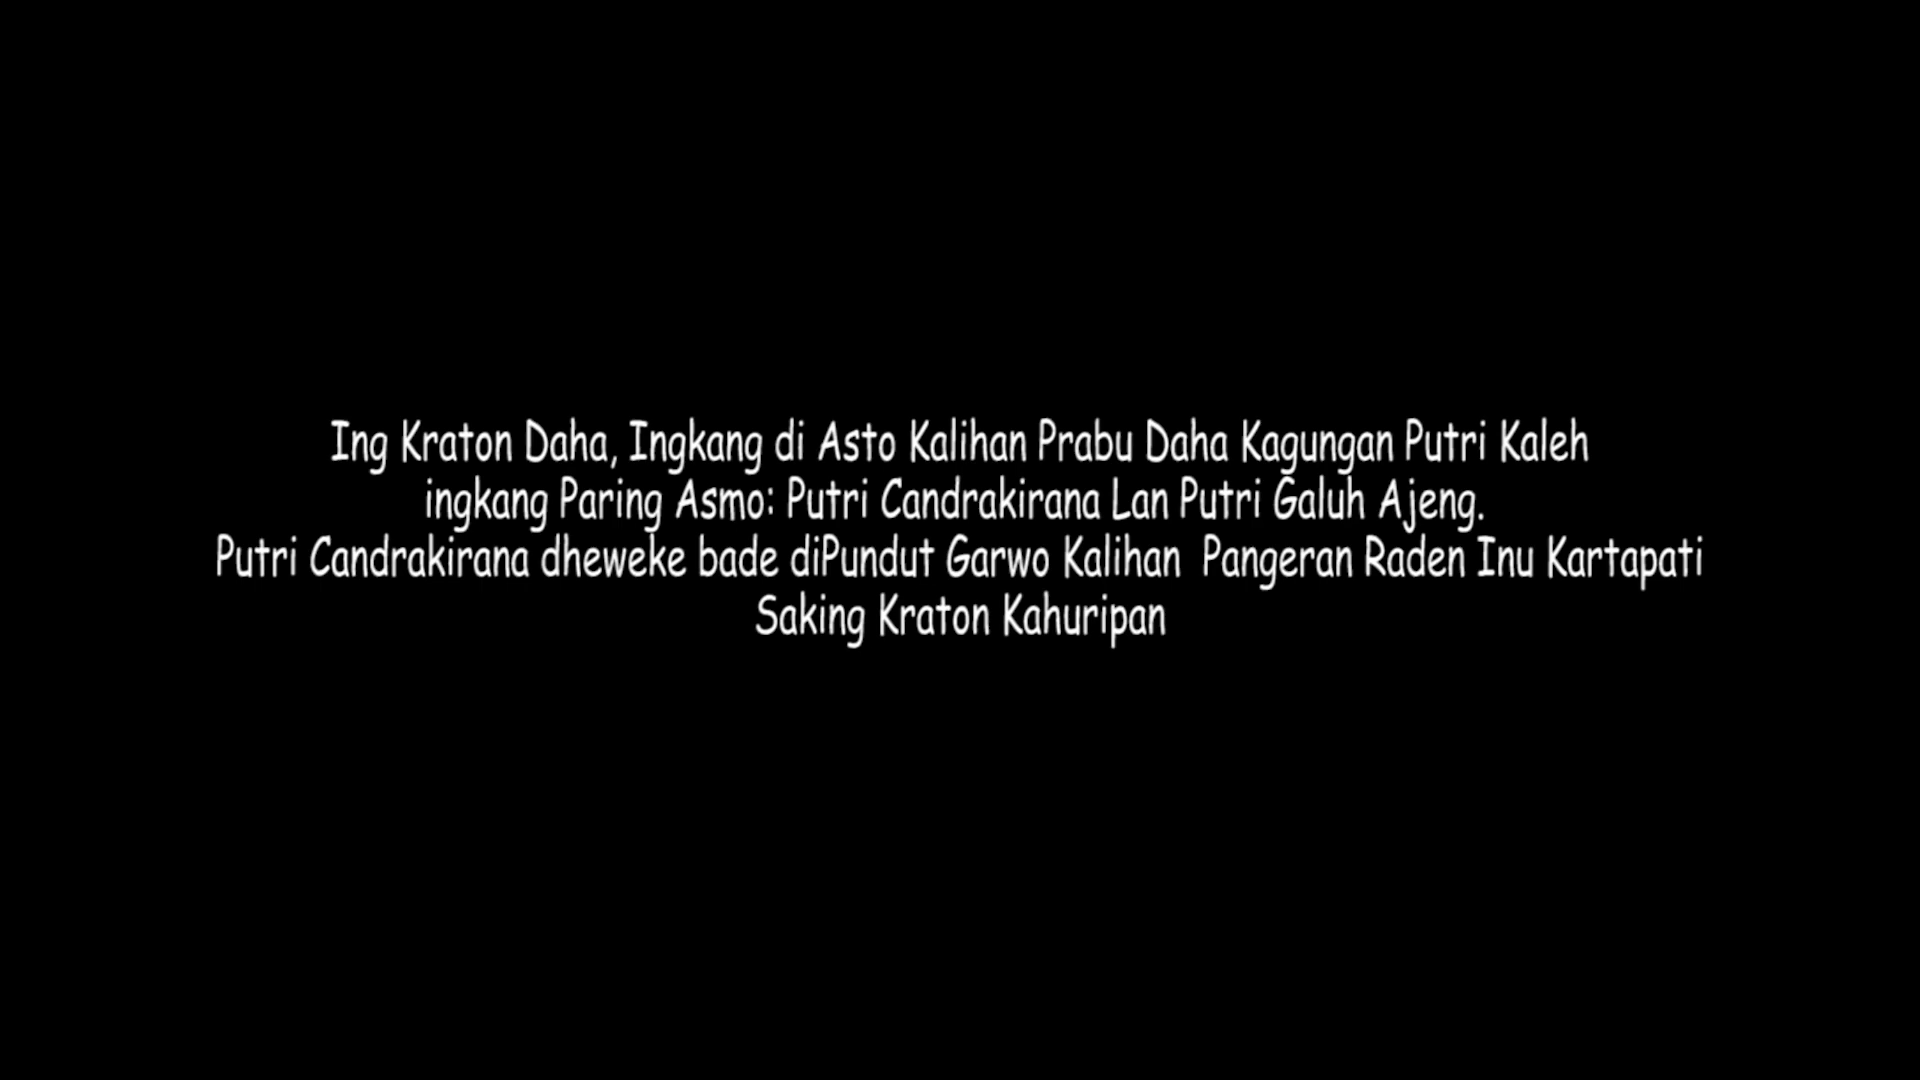 Ing Kraton Daha, Ingkang di Asto Kalihan Prabu Daha Kagungan Putri Kaleh
ingkang Paring Asmo: Putri Candrakirana Lan Putri Galuh Ajeng.
Putri Candrakirana dheweke bade diPundut Garwo Kalihan Pangeran Raden Inu Kartapati
Saking Kraton Kahuripan